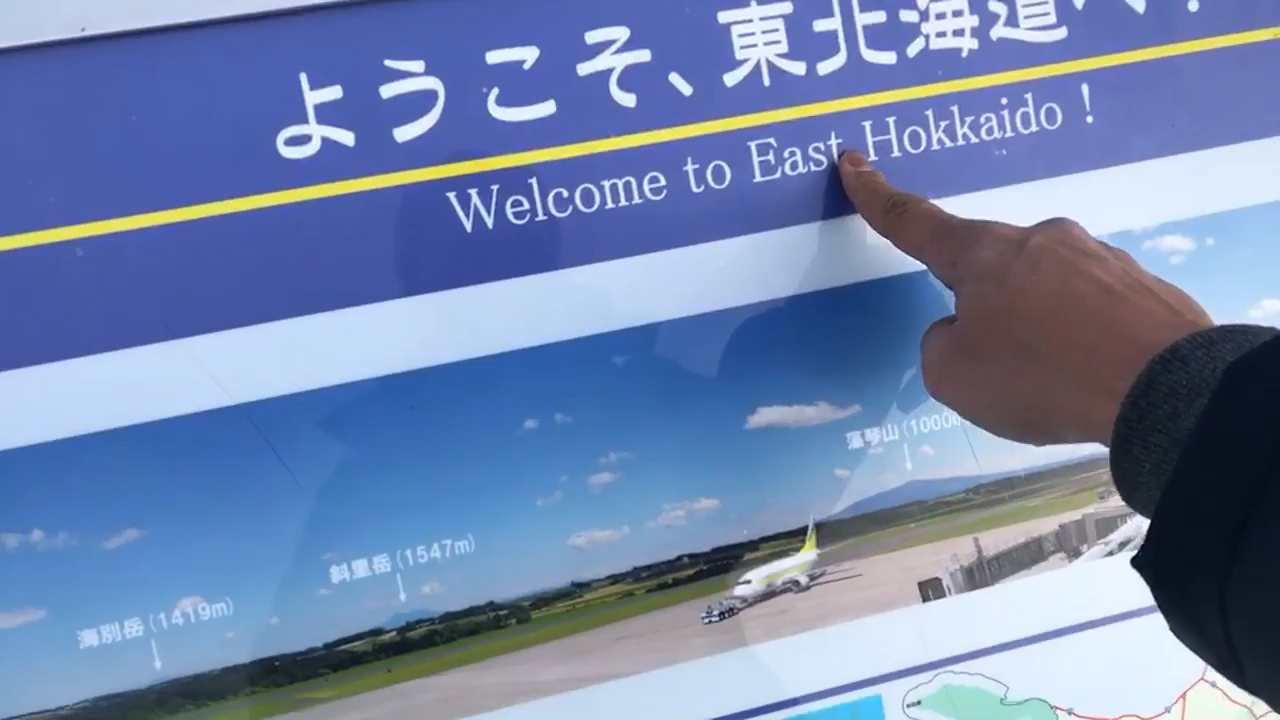 ようこそ、東北海道へ！
Welcome to East Hokkaido !
藻琴山 (1000
斜里岳 (1547m)
海別岳 (1419m)